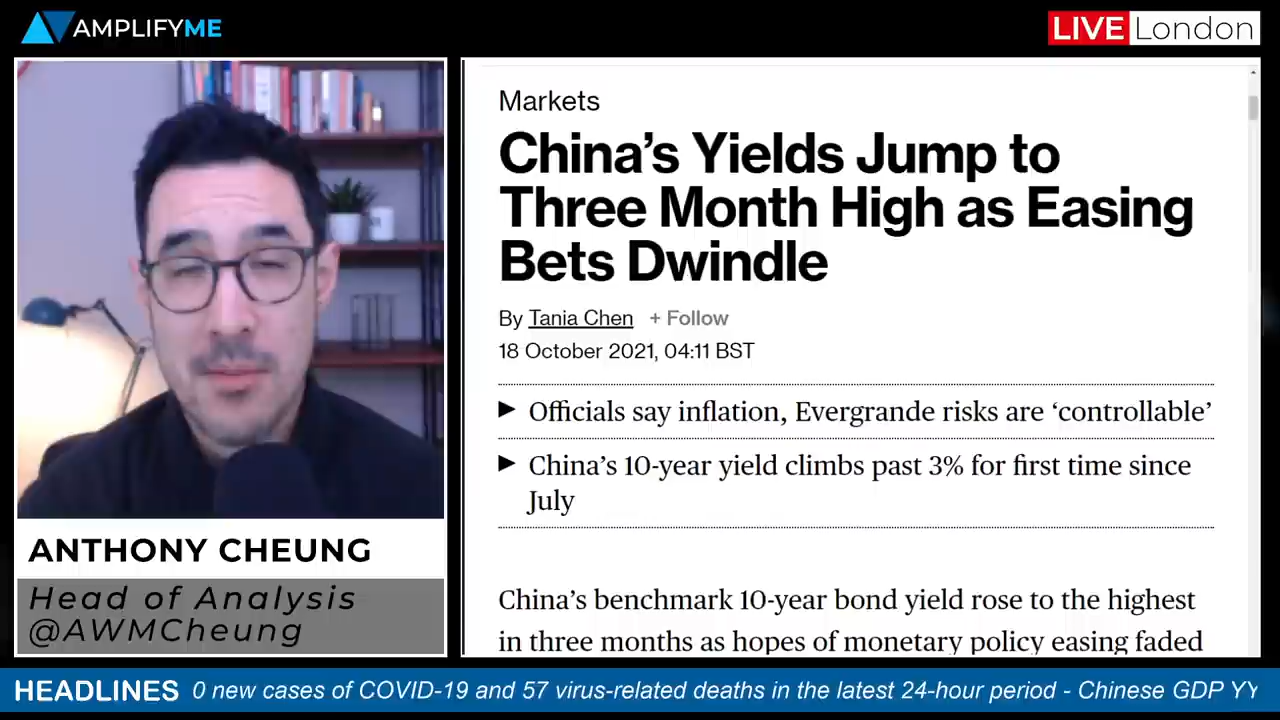 AMPLIFYME
LIVE London
Markets
China's Yields Jump to
Three Month High as Easing
Bets Dwindle
By Tania Chen + Follow
18 October 2021, 04:11 BST
▶ Officials say inflation, Evergrande risks are ‘controllable’
▶ China's 10-year yield climbs past 3% for first time since
July
China's benchmark 10-year bond yield rose to the highest
in three months as hopes of monetary policy easing faded
ANTHONY CHEUNG
Head of Analysis
@AWMCheung
HEADLINES 0 new cases of COVID-19 and 57 virus-related deaths in the latest 24-hour period - Chinese GDP YY